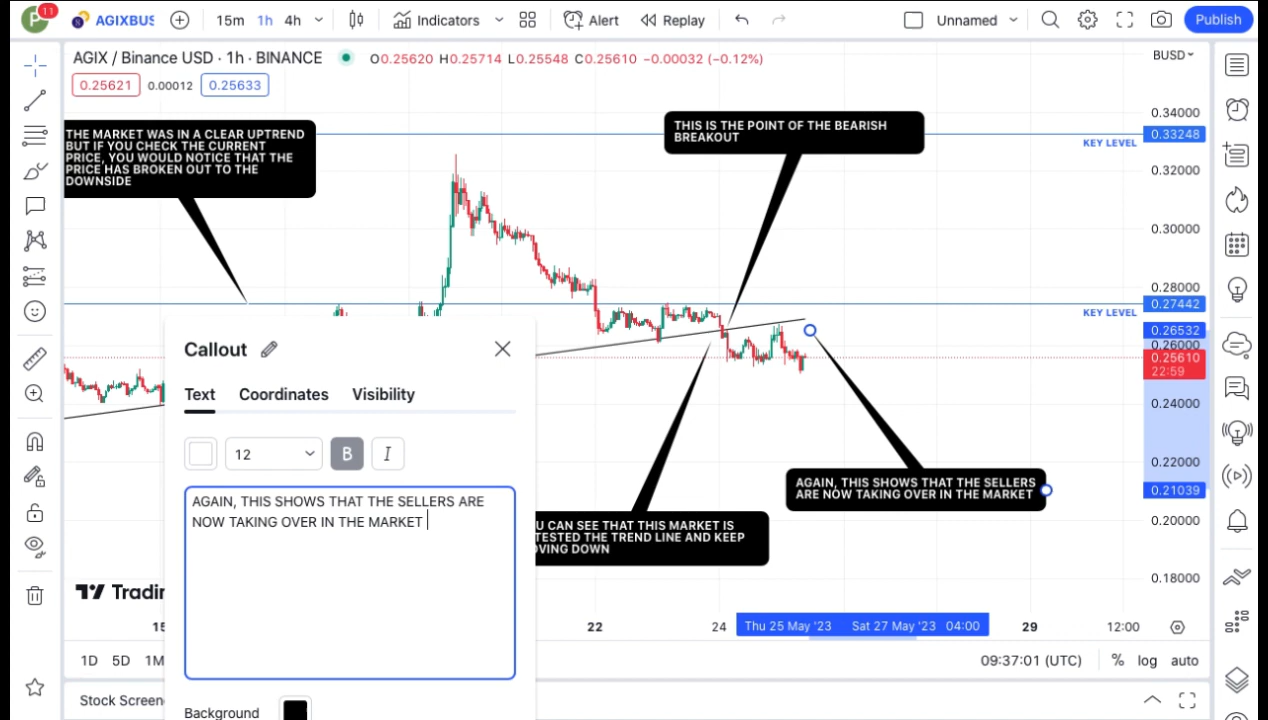 11
AGIXBUS
15m 1h 4h
Indicators
Alert
Replay
Unnamed
Publish
AGIX / Binance USD · 1h · BINANCE
O0.25620 H0.25714 L0.25548 C0.25610 −0.00032 (−0.12%)
BUSD
0.25621 0.00012 0.25633
0.34000
THE MARKET WAS IN A CLEAR UPTREND
BUT IF YOU CHECK THE CURRENT
PRICE, YOU WOULD NOTICE THAT THE
PRICE HAS BROKEN OUT TO THE
DOWNSIDE
THIS IS THE POINT OF THE BEARISH
BREAKOUT
0.33248
KEY LEVEL
0.32000
0.30000
0.28000
0.27442
KEY LEVEL
0.26532
0.26000
0.25610
22:59
0.24000
0.22000
0.21039
0.20000
0.18000
Callout
Text Coordinates Visibility
12 B I
AGAIN, THIS SHOWS THAT THE SELLERS ARE
NOW TAKING OVER IN THE MARKET
AGAIN, THIS SHOWS THAT THE SELLERS
ARE NOW TAKING OVER IN THE MARKET
U CAN SEE THAT THIS MARKET IS
TESTED THE TREND LINE AND KEEP
OVING DOWN
Tradin
15 22 24 Thu 25 May '23 Sat 27 May '23 04:00 29 12:00
1D 5D 1M
09:37:01 (UTC) % log auto
Stock Screen
Background